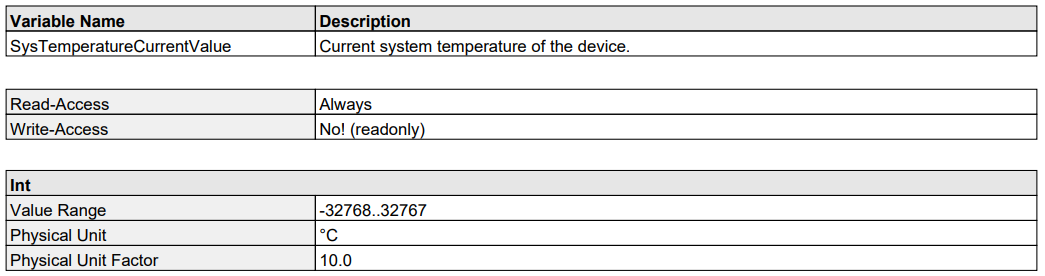 Variable Name Description
SysTemperatureCurrentValue Current system temperature of the device.
Read-Access Always
Write-Access No! (readonly)
Int
Value Range -32768..32767
Physical Unit °C
Physical Unit Factor 10.0